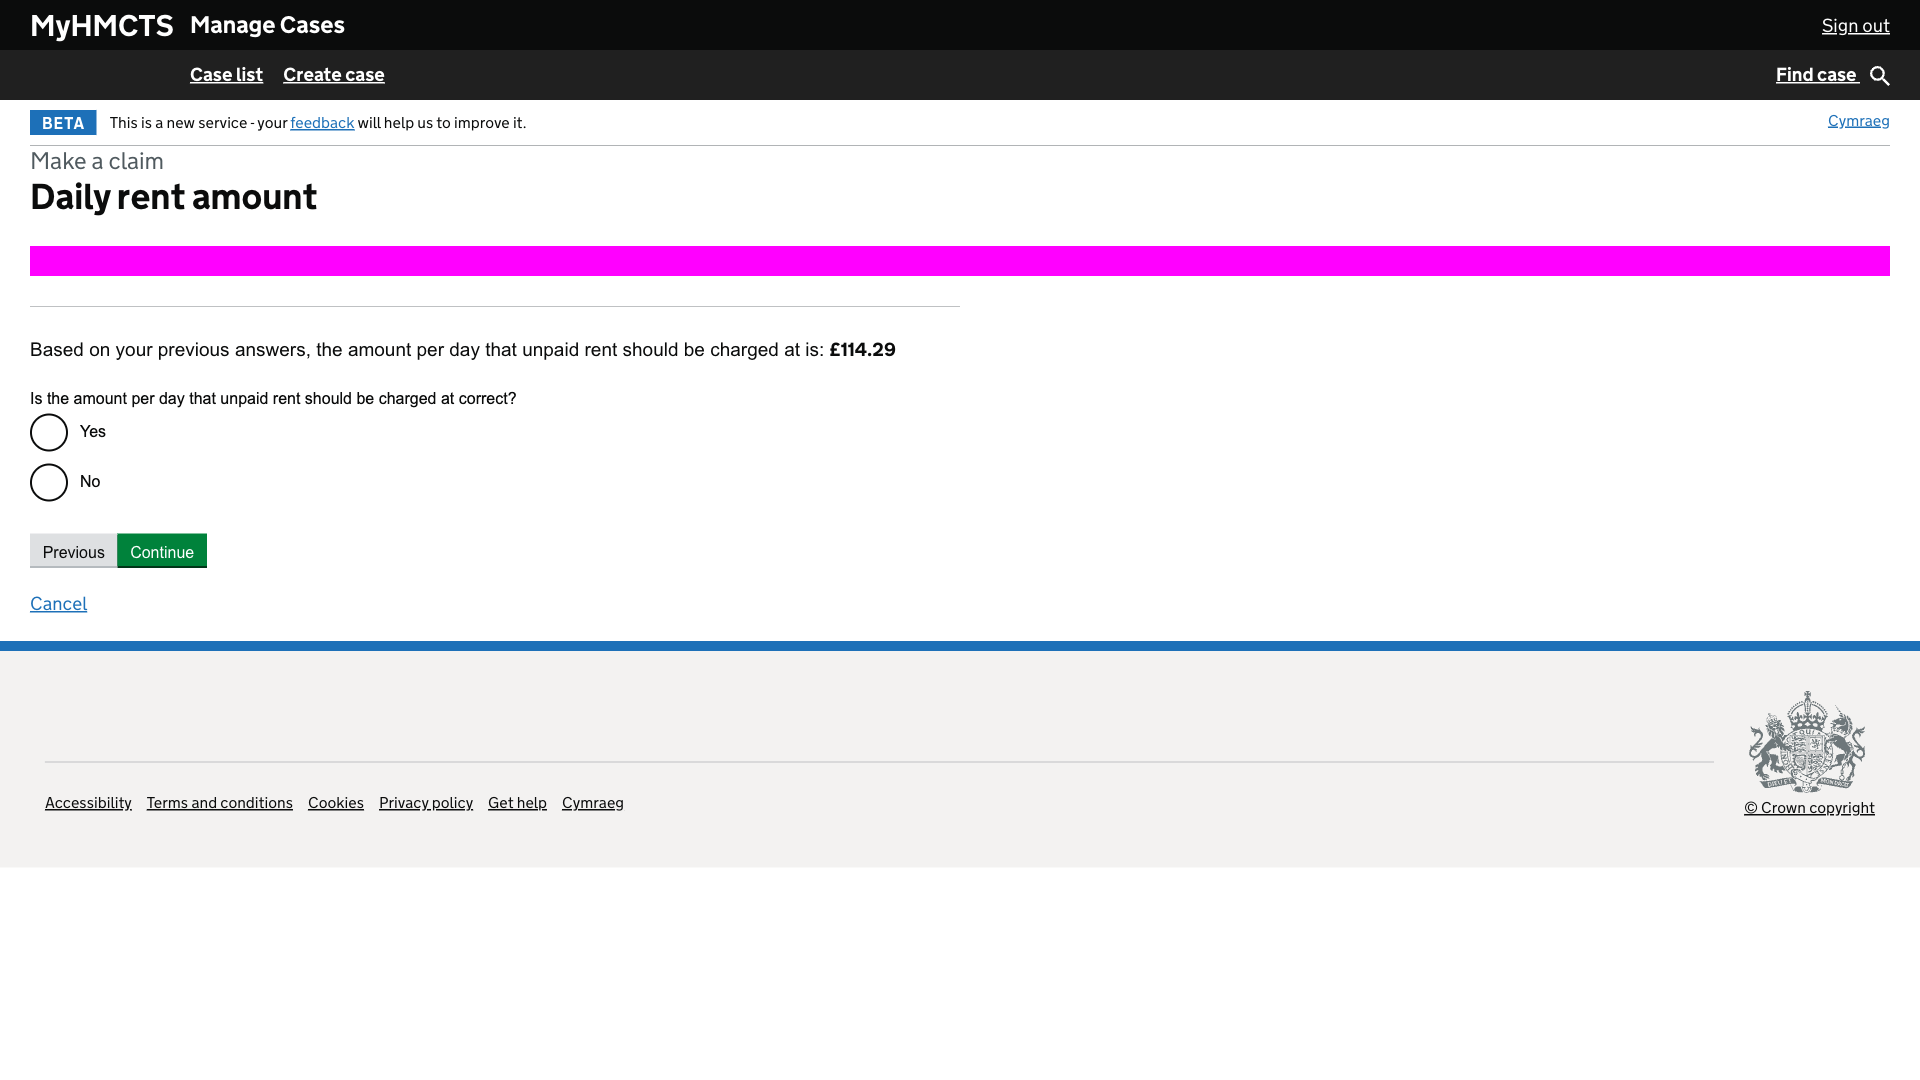 MyHMCTS Manage Cases Sign out
Case list Create case Find case
BETA This is a new service - your feedback will help us to improve it. Cymraeg
Make a claim
Daily rent amount
Based on your previous answers, the amount per day that unpaid rent should be charged at is: £114.29
Is the amount per day that unpaid rent should be charged at correct?
Yes
No
Previous Continue
Cancel
Accessibility Terms and conditions Cookies Privacy policy Get help Cymraeg
© Crown copyright